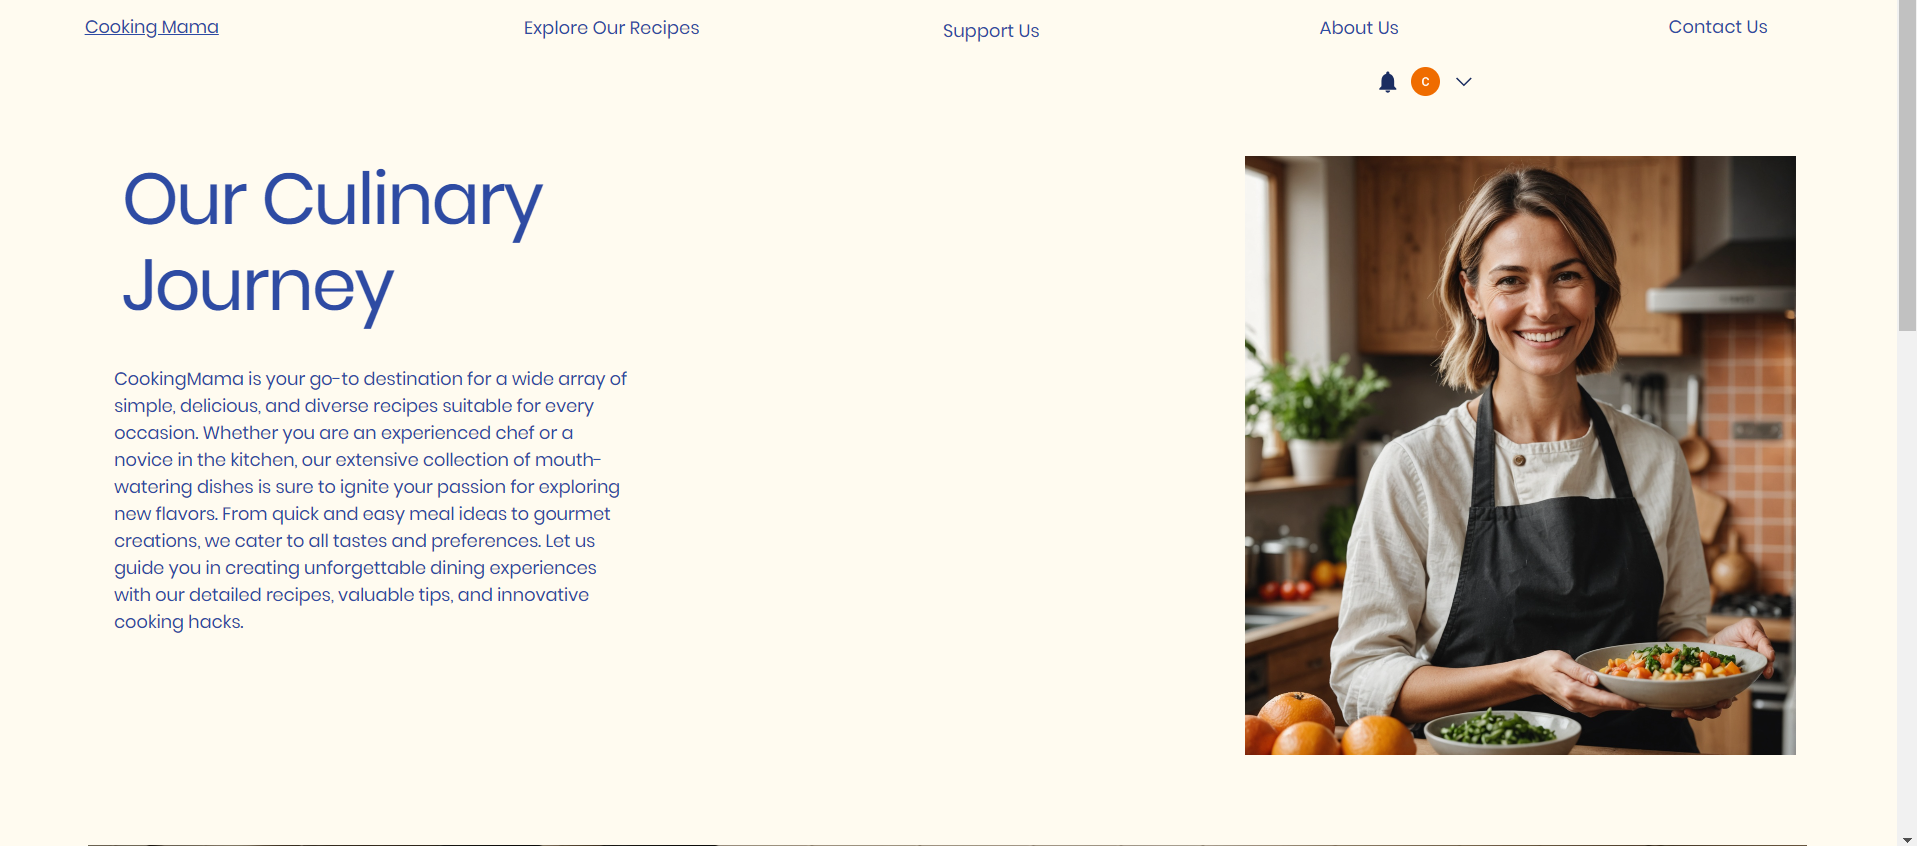 Cooking Mama
Explore Our Recipes
Support Us
About Us
Contact Us
C
Our Culinary
Journey
CookingMama is your go-to destination for a wide array of
simple, delicious, and diverse recipes suitable for every
occasion. Whether you are an experienced chef or a
novice in the kitchen, our extensive collection of mouth-
watering dishes is sure to ignite your passion for exploring
new flavors. From quick and easy meal ideas to gourmet
creations, we cater to all tastes and preferences. Let us
guide you in creating unforgettable dining experiences
with our detailed recipes, valuable tips, and innovative
cooking hacks.